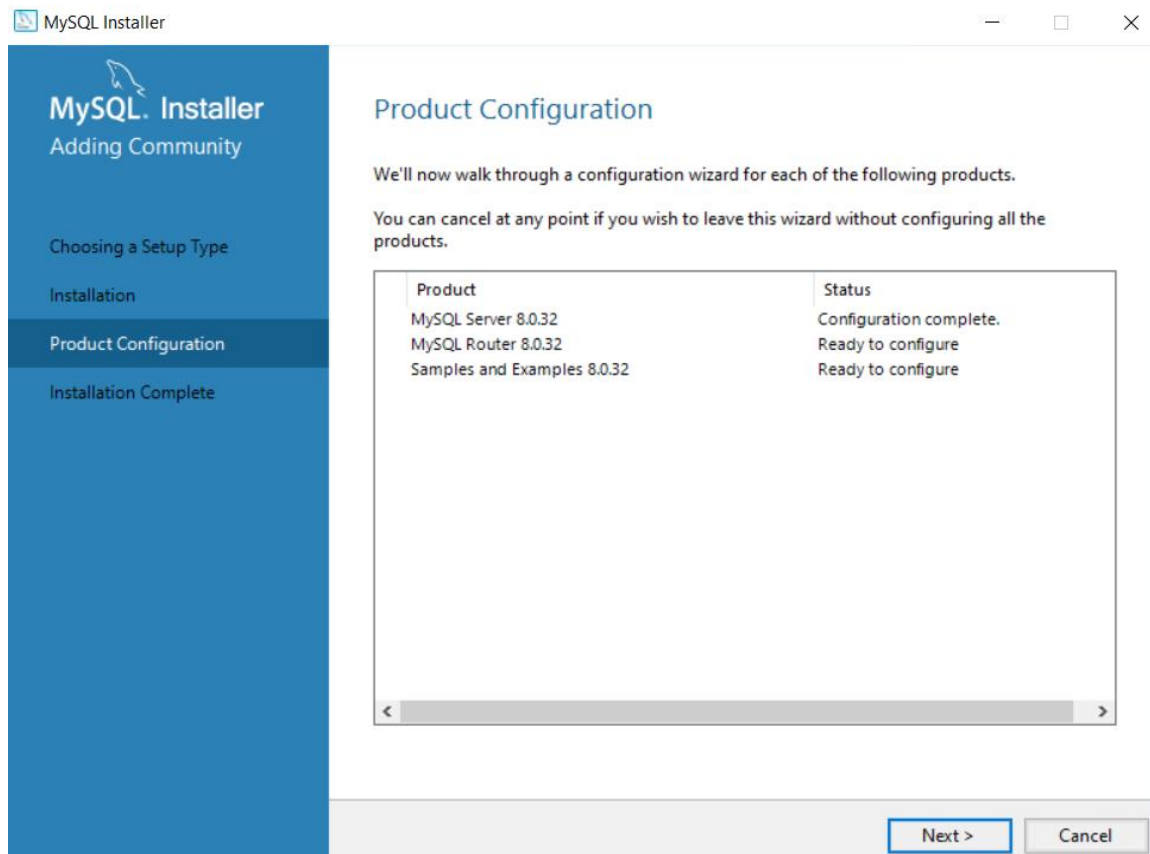 MySQL Installer
MySQL. Installer
Adding Community
Choosing a Setup Type
Installation
Product Configuration
Installation Complete
Product Configuration
We'll now walk through a configuration wizard for each of the following products.
You can cancel at any point if you wish to leave this wizard without configuring all the
products.
Product Status
MySQL Server 8.0.32 Configuration complete.
MySQL Router 8.0.32 Ready to configure
Samples and Examples 8.0.32 Ready to configure
Next > Cancel